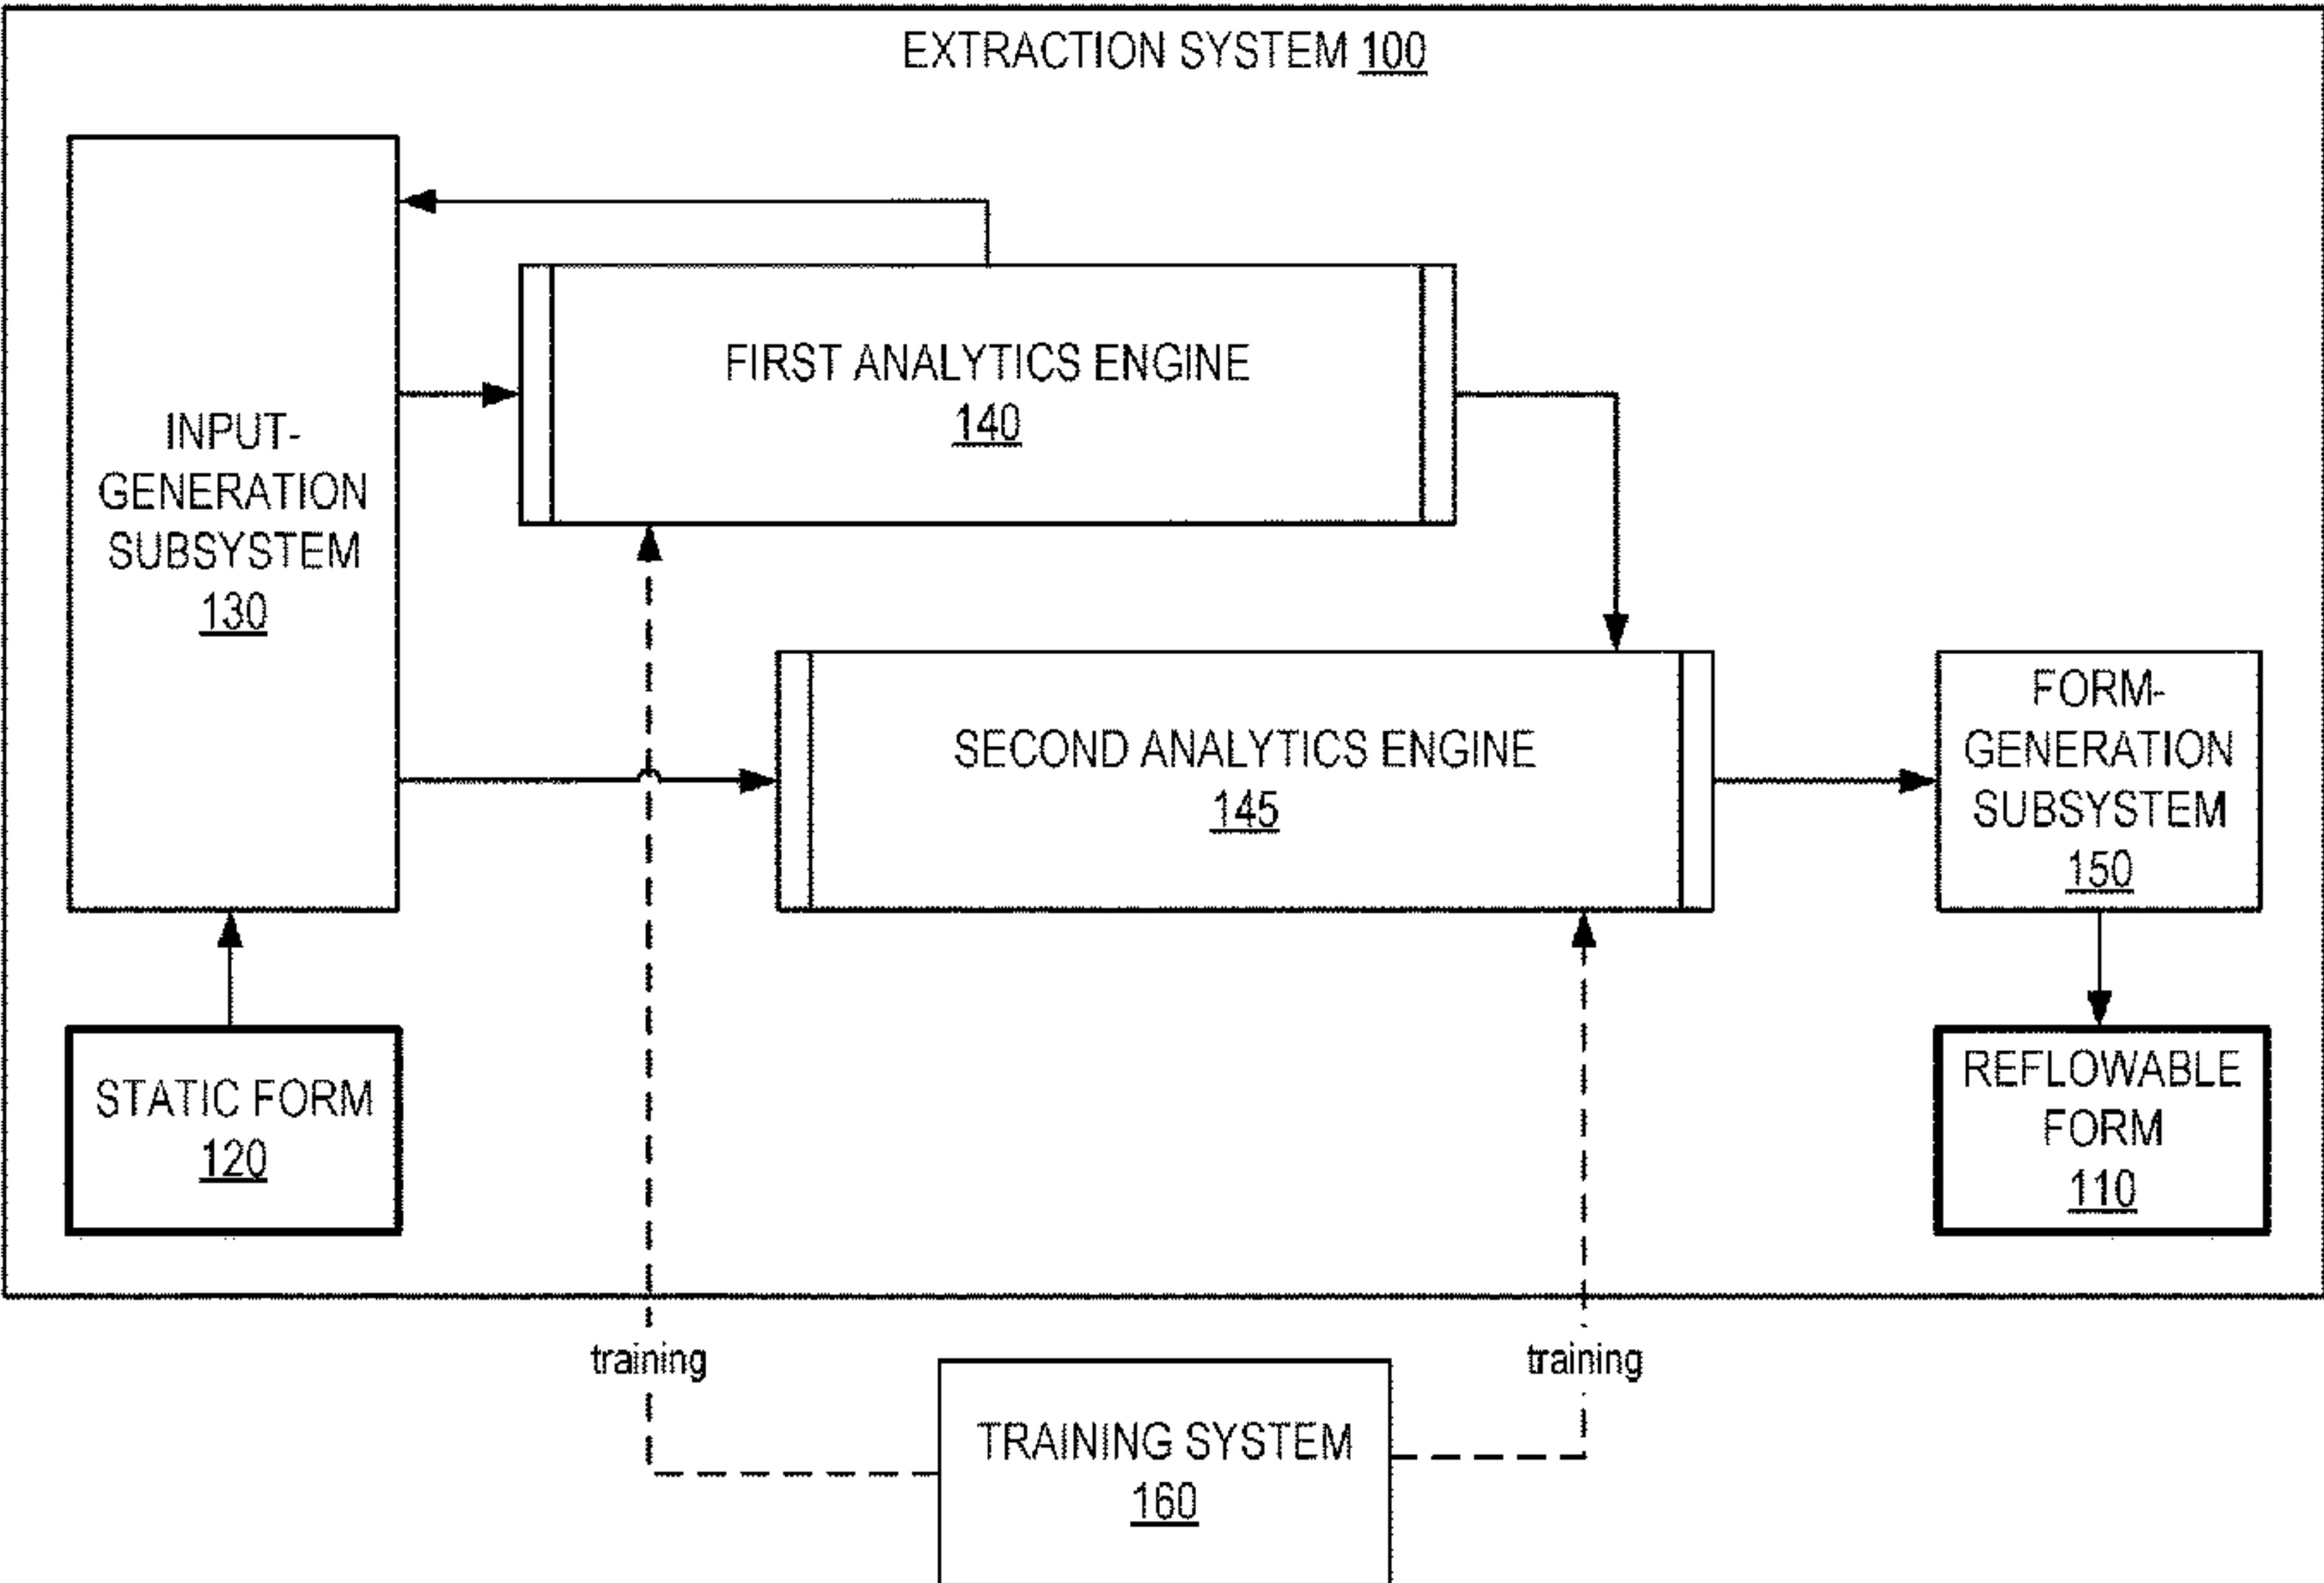 EXTRACTION SYSTEM 100
INPUT-
GENERATION
SUBSYSTEM
130
FIRST ANALYTICS ENGINE
140
SECOND ANALYTICS ENGINE
145
FORM-
GENERATION
SUBSYSTEM
150
STATIC FORM
120
REFLOWABLE
FORM
110
training
training
TRAINING SYSTEM
160